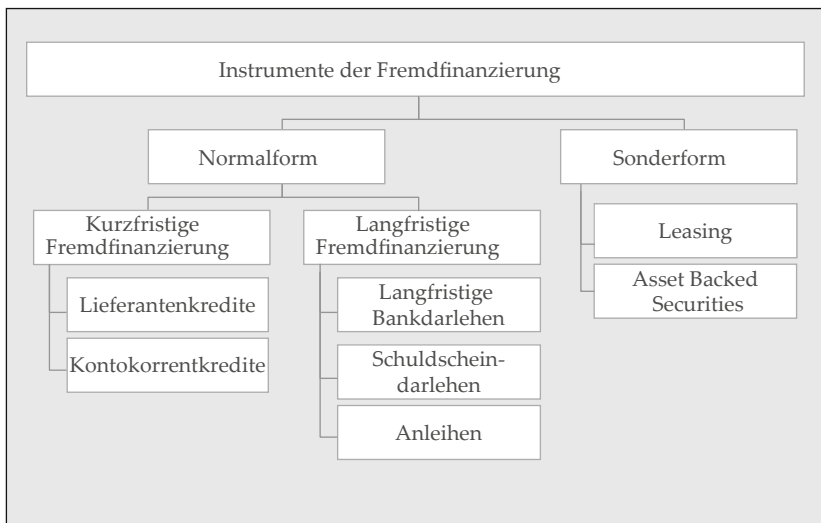 Instrumente der Fremdfinanzierung
Normalform
Sonderform
Kurzfristige
Fremdfinanzierung
Langfristige
Fremdfinanzierung
Lieferantenkredite
Kontokorrentkredite
Langfristige
Bankdarlehen
Schuldschein-
darlehen
Anleihen
Leasing
Asset Backed
Securities